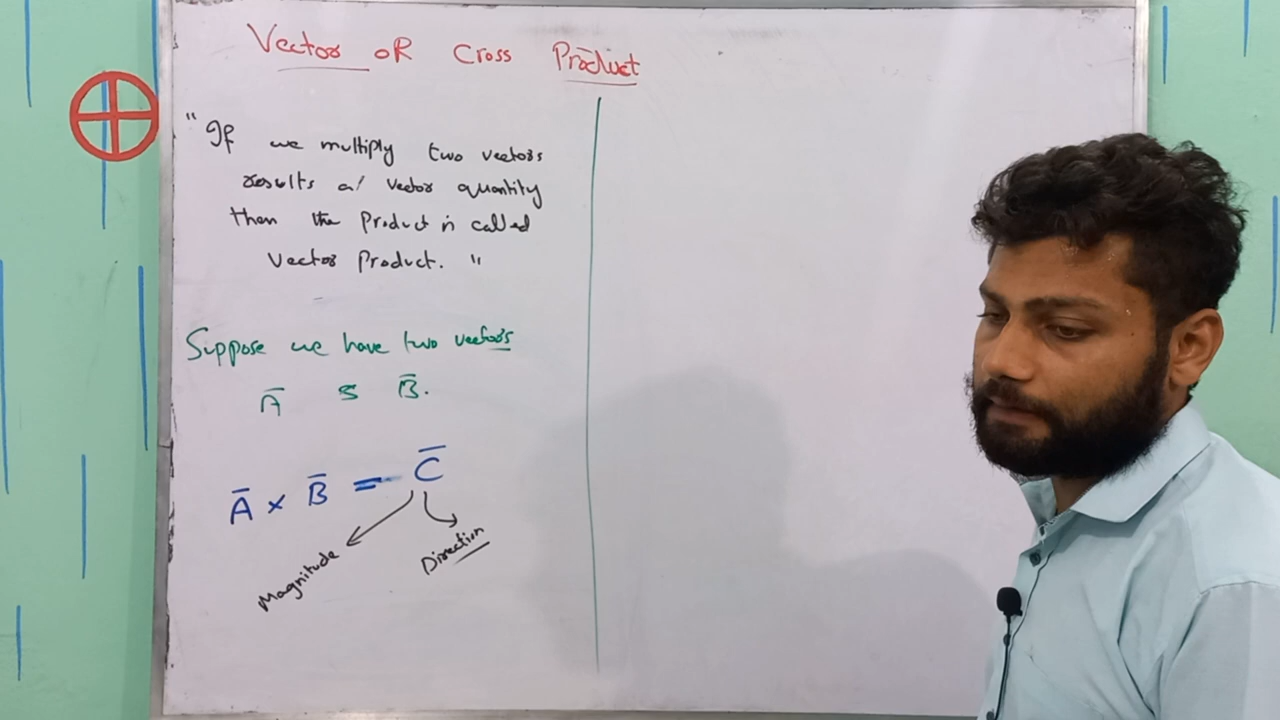 Vector OR Cross Product
"If we multiply two vectors
results a vector quantity
then the Product is called
Vector Product. "
Suppose we have two vectors
A̅ & B̅.
A̅ × B̅ = C̅
Magnitude
Direction